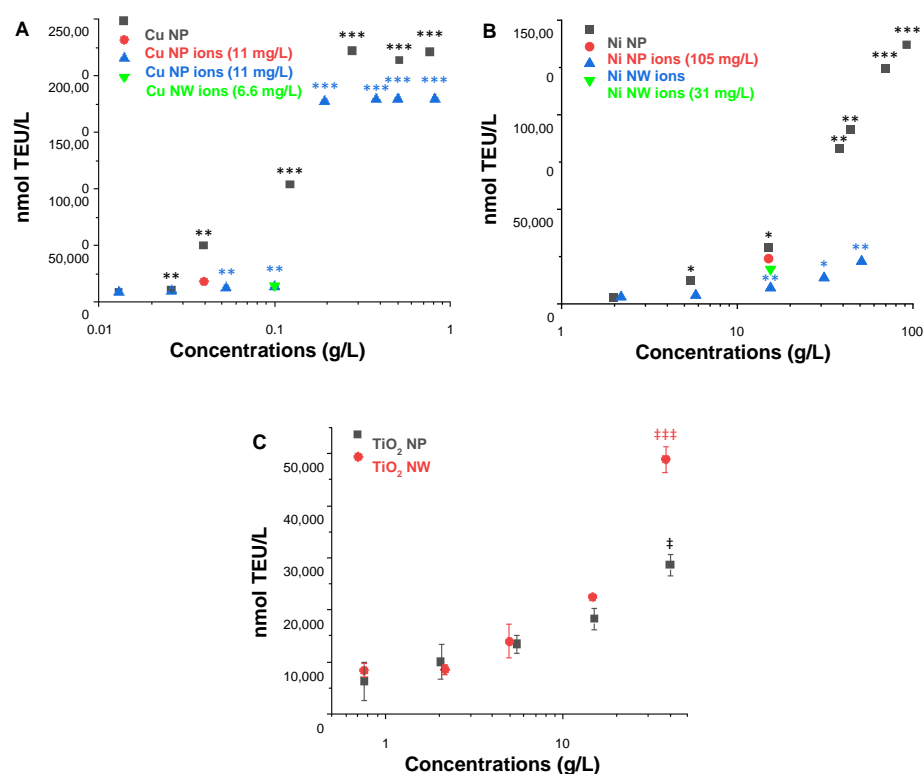 A
250,00
0
200,00
0
150,00
0
100,00
0
50,000
0
nmol TEU/L
Cu NP
Cu NP ions (11 mg/L)
Cu NP ions (11 mg/L)
Cu NW ions (6.6 mg/L)
***
***
***
***
***
***
***
***
**
**
**
**
0.01
0.1
1
Concentrations (g/L)
B
150,00
0
100,00
0
50,000
0
nmol TEU/L
Ni NP
Ni NP ions (105 mg/L)
Ni NW ions
Ni NW ions (31 mg/L)
***
***
**
**
*
*
**
*
**
1
10
100
Concentrations (g/L)
C
50,000
40,000
30,000
20,000
10,000
0
nmol TEU/L
TiO2 NP
TiO2 NW
‡‡‡
‡
1
10
Concentrations (g/L)